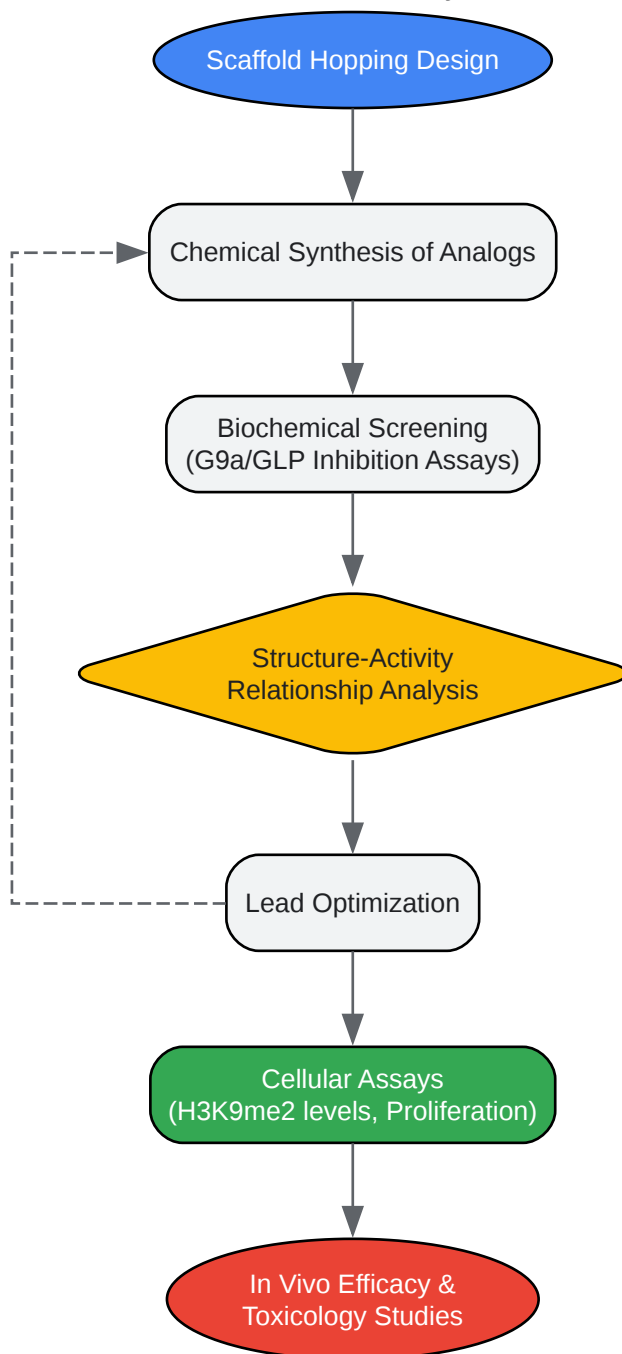 Scaffold Hopping Design
Chemical Synthesis of Analogs
Biochemical Screening
(G9a/GLP Inhibition Assays)
Structure-Activity
Relationship Analysis
Lead Optimization
Cellular Assays
(H3K9me2 levels, Proliferation)
In Vivo Efficacy &
Toxicology Studies